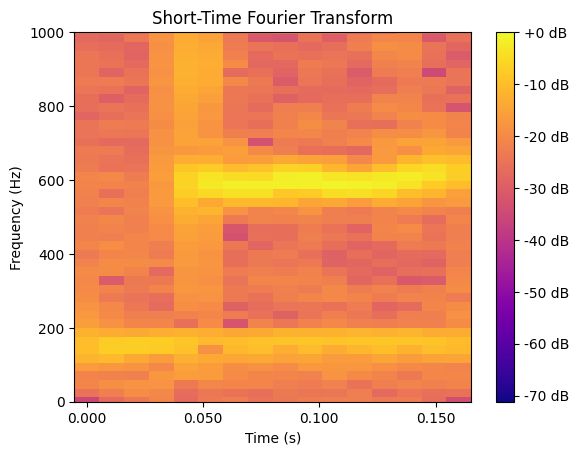 Short-Time Fourier Transform
1000
800
600
400
200
0
Frequency (Hz)
0.000
0.050
0.100
0.150
Time (s)
+0 dB
-10 dB
-20 dB
-30 dB
-40 dB
-50 dB
-60 dB
-70 dB